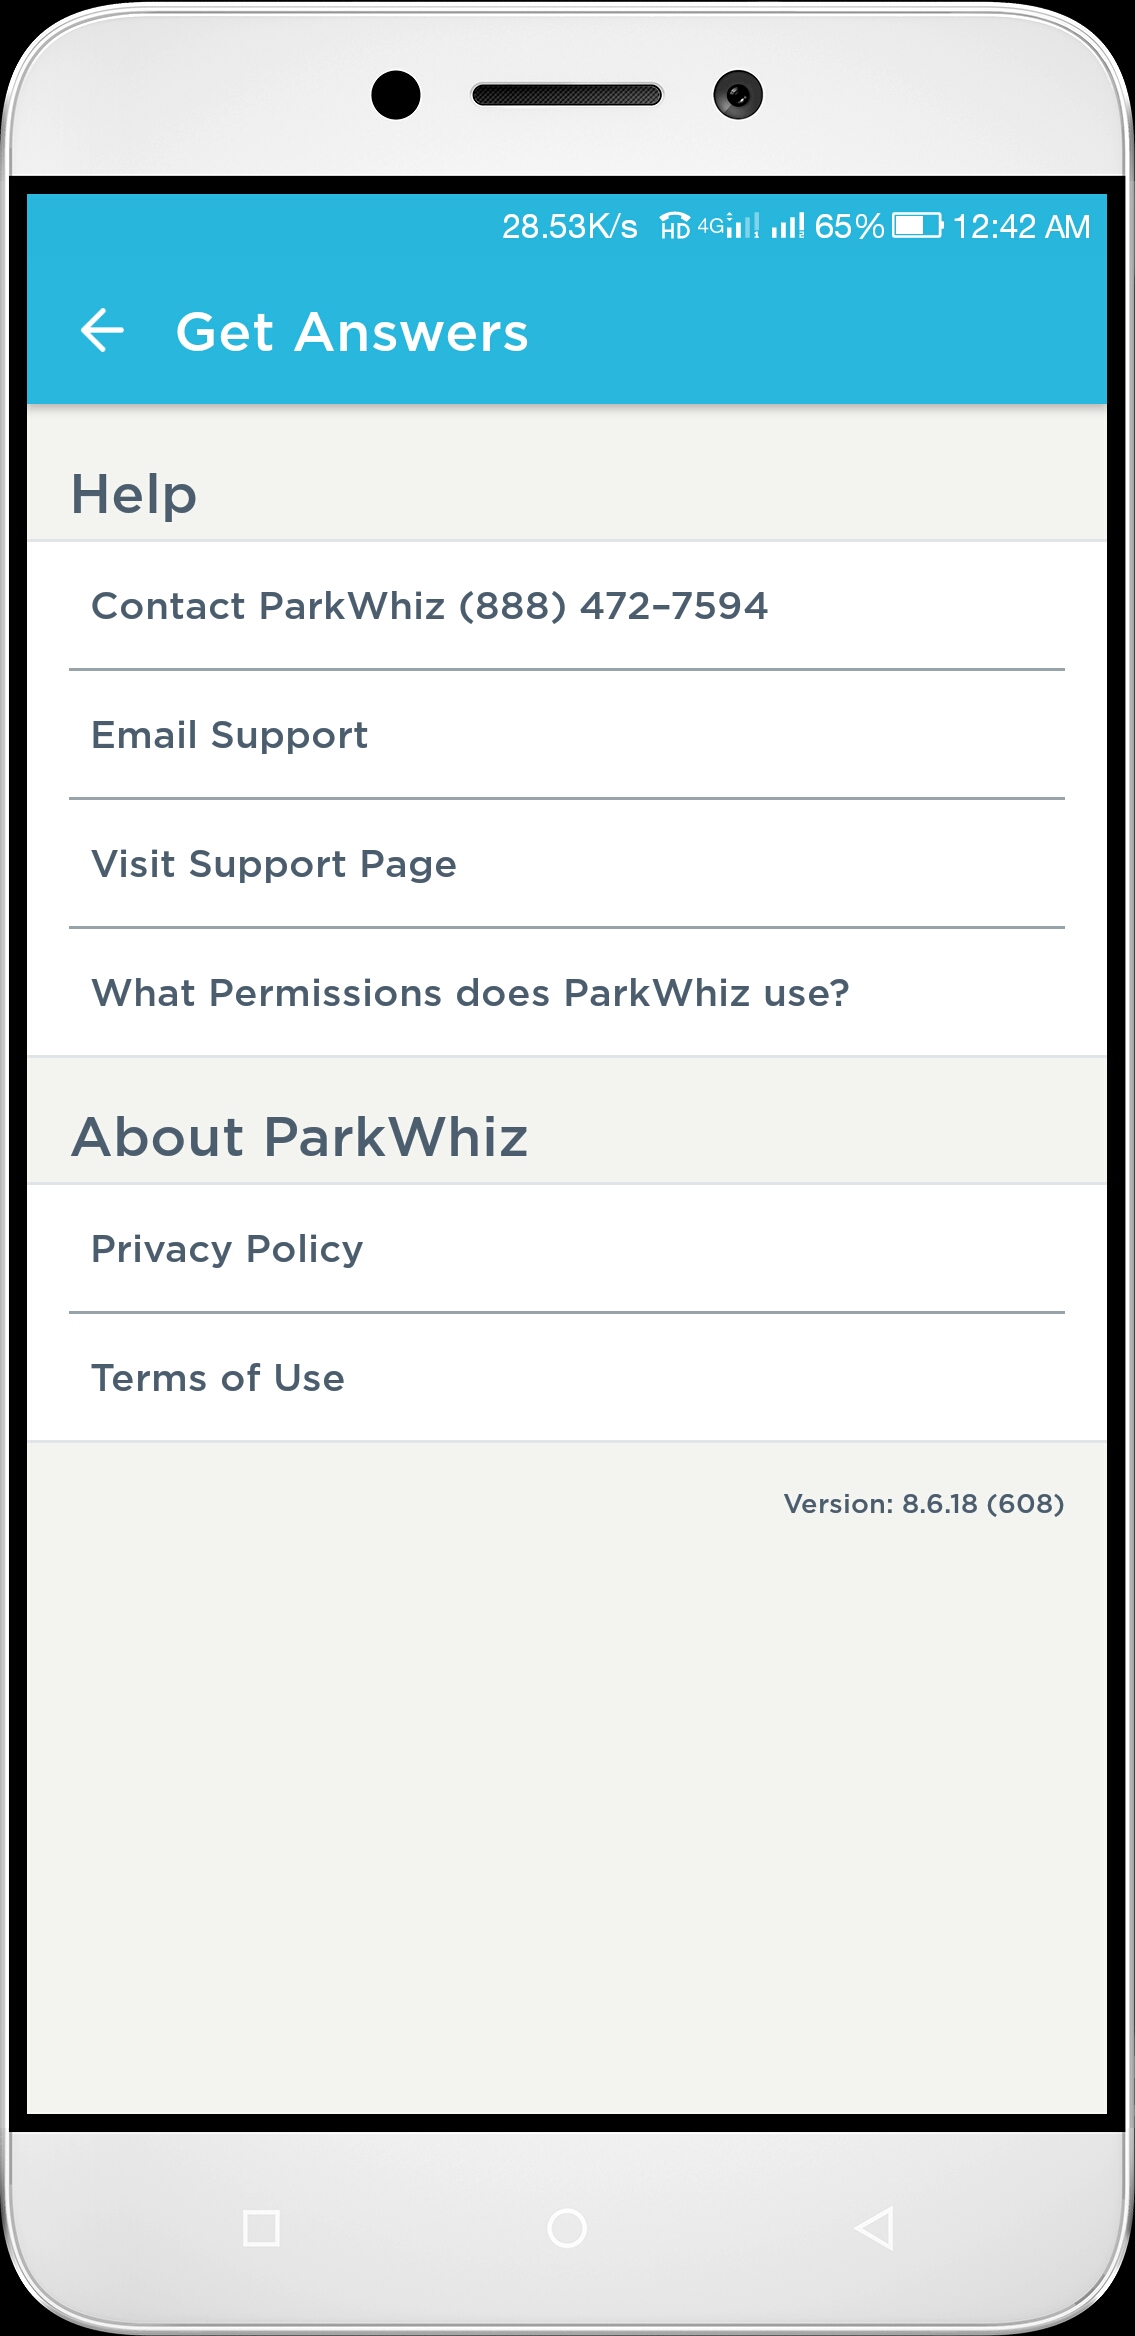 28.53K/s HD 4G 1 2 65% 12:42 AM
Get Answers
Help
Contact ParkWhiz (888) 472-7594
Email Support
Visit Support Page
What Permissions does ParkWhiz use?
About ParkWhiz
Privacy Policy
Terms of Use
Version: 8.6.18 (608)